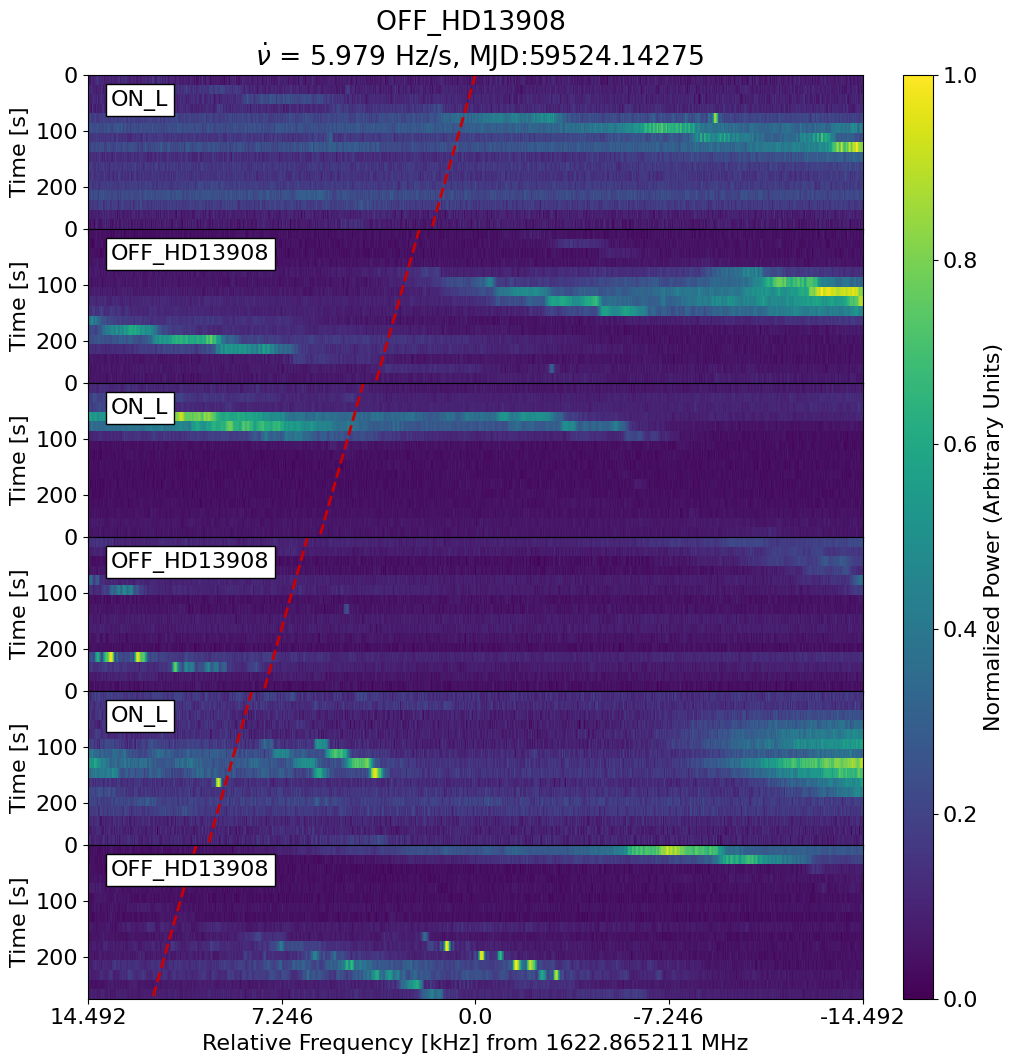 OFF_HD13908
ν̇ = 5.979 Hz/s, MJD:59524.14275
0
ON_L
100
Time [s]
200
0
OFF_HD13908
100
Time [s]
200
0
ON_L
100
Time [s]
200
0
OFF_HD13908
100
Time [s]
200
0
ON_L
100
Time [s]
200
0
OFF_HD13908
100
Time [s]
200
14.492 7.246 0.0 -7.246 -14.492
Relative Frequency [kHz] from 1622.865211 MHz
1.0
0.8
0.6
0.4
0.2
0.0
Normalized Power (Arbitrary Units)